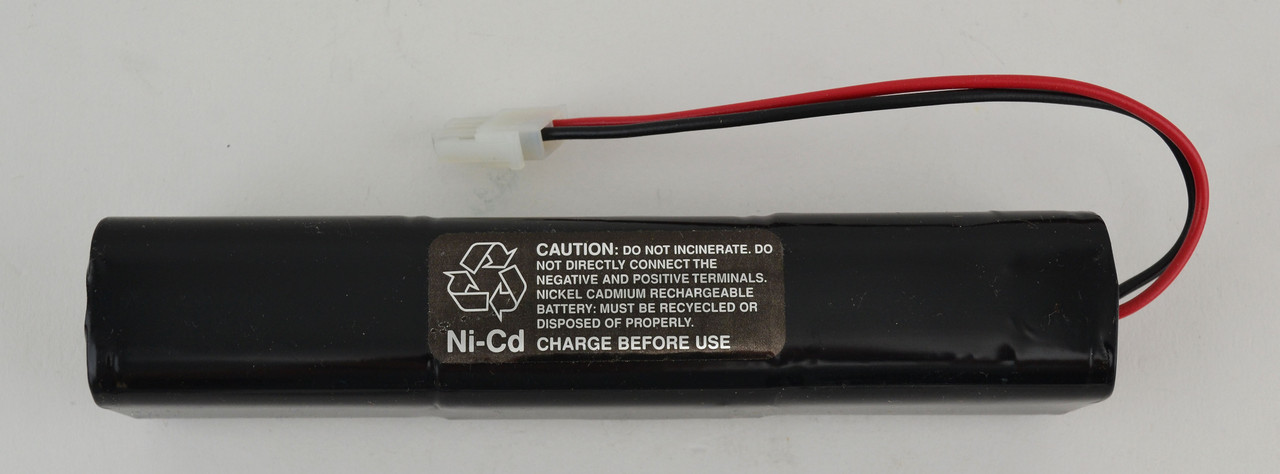 CAUTION: DO NOT INCINERATE. DO
NOT DIRECTLY CONNECT THE
NEGATIVE AND POSITIVE TERMINALS.
NICKEL CADMIUM RECHARGEABLE
BATTERY: MUST BE RECYECLED OR
DISPOSED OF PROPERLY.
Ni-Cd CHARGE BEFORE USE